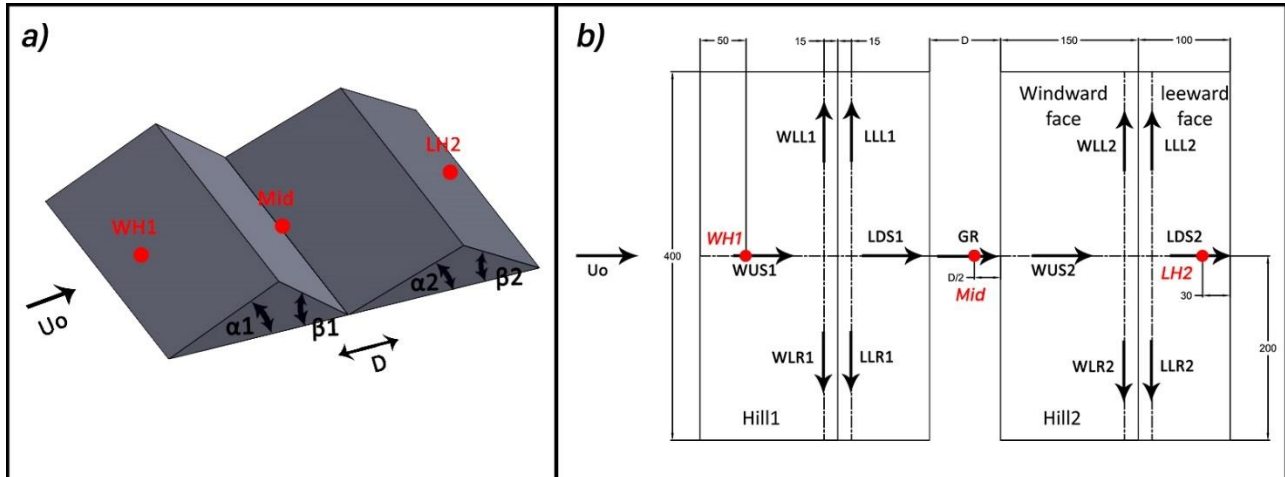 a)
LH2
Mid
WH1
α2
β2
α1
β1
Uo
D
b)
50
15
15
D
150
100
Windward
face
leeward
face
WLL1
LLL1
WLL2
LLL2
WH1
LDS1
GR
LDS2
Uo
400
WUS1
D/2
Mid
WUS2
LH2
30
200
WLR1
LLR1
WLR2
LLR2
Hill1
Hill2